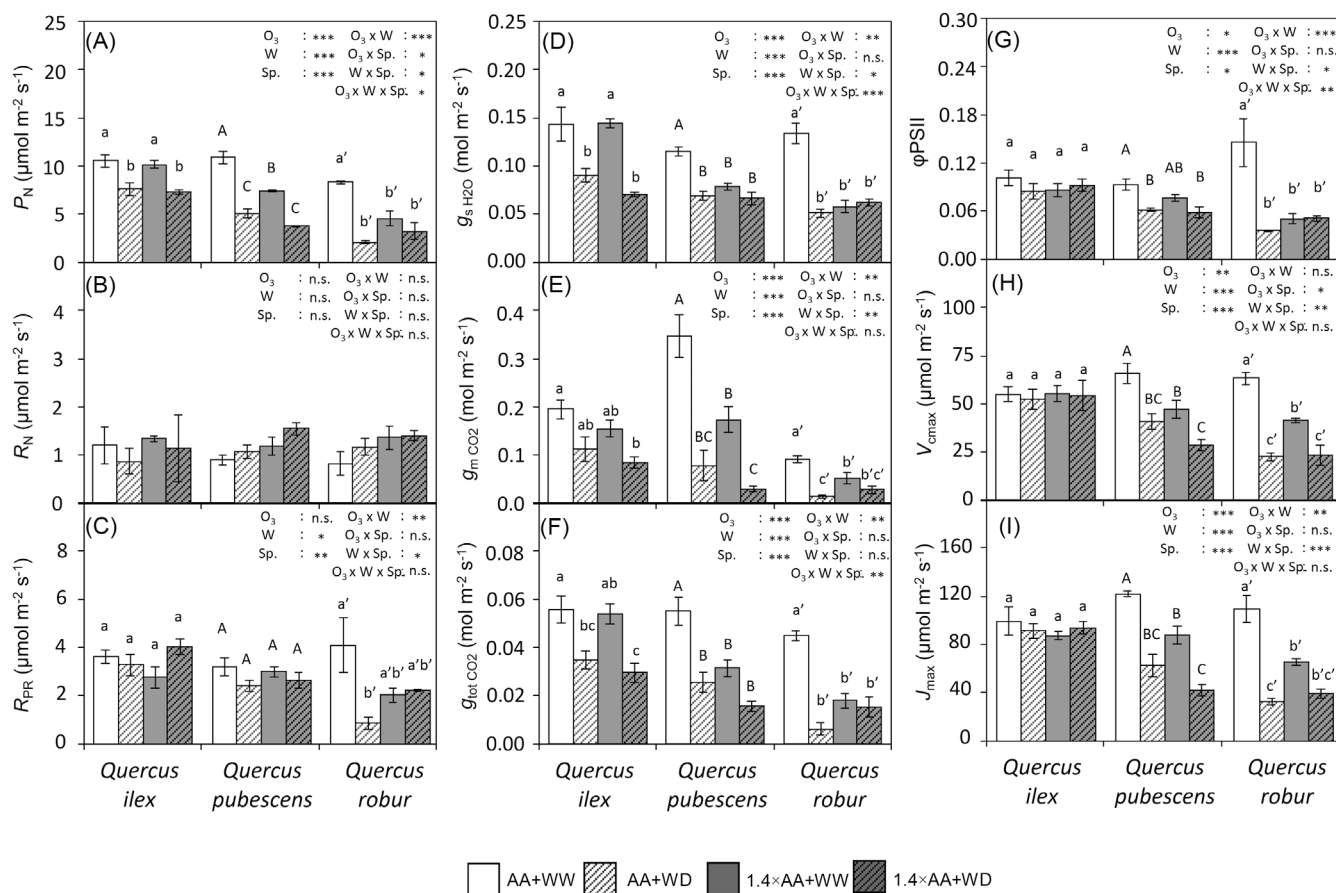 (A)
P_N (μmol m⁻² s⁻¹)
25
20
15
10
5
0
O₃ : *** O₃ x W : ***
W : *** O₃ x Sp. : *
Sp. : *** W x Sp. : *
O₃ x W x Sp. : *
a b a b
A C B C
a' b' b' b'
(B)
R_N (μmol m⁻² s⁻¹)
4
3
2
1
0
O₃ : n.s. O₃ x W : n.s.
W : n.s. O₃ x Sp. : n.s.
Sp. : n.s. W x Sp. : n.s.
O₃ x W x Sp. : n.s.
(C)
R_PR (μmol m⁻² s⁻¹)
8
6
4
2
0
O₃ : n.s. O₃ x W : **
W : * O₃ x Sp. : n.s.
Sp. : ** W x Sp. : *
O₃ x W x Sp. : n.s.
a a a a
A A A A
a' b' a'b' a'b'
Quercus ilex
Quercus pubescens
Quercus robur
(D)
g_s H2O (mol m⁻² s⁻¹)
0.20
0.15
0.10
0.05
0.00
O₃ : *** O₃ x W : **
W : *** O₃ x Sp. : n.s.
Sp. : *** W x Sp. : *
O₃ x W x Sp. : ***
a b a b
A B B B
a' b' b' b'
(E)
g_m CO2 (mol m⁻² s⁻¹)
0.4
0.3
0.2
0.1
0.0
O₃ : *** O₃ x W : **
W : *** O₃ x Sp. : n.s.
Sp. : *** W x Sp. : **
O₃ x W x Sp. : n.s.
a ab ab b
A BC B C
a' c' b' b'c'
(F)
g_tot CO2 (mol m⁻² s⁻¹)
0.08
0.06
0.04
0.02
0.00
O₃ : *** O₃ x W : **
W : *** O₃ x Sp. : n.s.
Sp. : *** W x Sp. : n.s.
O₃ x W x Sp. : **
a bc ab c
A B B B
a' b' b' b'
Quercus ilex
Quercus pubescens
Quercus robur
(G)
φPSII
0.30
0.24
0.18
0.12
0.06
0.00
O₃ : * O₃ x W : ***
W : *** O₃ x Sp. : n.s.
Sp. : * W x Sp. : *
O₃ x W x Sp. : **
a a a a
A B AB B
a' b' b' b'
(H)
V_cmax (μmol m⁻² s⁻¹)
100
75
50
25
0
O₃ : ** O₃ x W : n.s.
W : *** O₃ x Sp. : *
Sp. : *** W x Sp. : **
O₃ x W x Sp. : n.s.
a a a a
A BC B C
a' c' b' c'
(I)
J_max (μmol m⁻² s⁻¹)
160
120
80
40
0
O₃ : *** O₃ x W : **
W : *** O₃ x Sp. : n.s.
Sp. : *** W x Sp. : ***
O₃ x W x Sp. : n.s.
a a a a
A BC B C
a' c' b' b'c'
Quercus ilex
Quercus pubescens
Quercus robur
AA+WW AA+WD 1.4×AA+WW 1.4×AA+WD